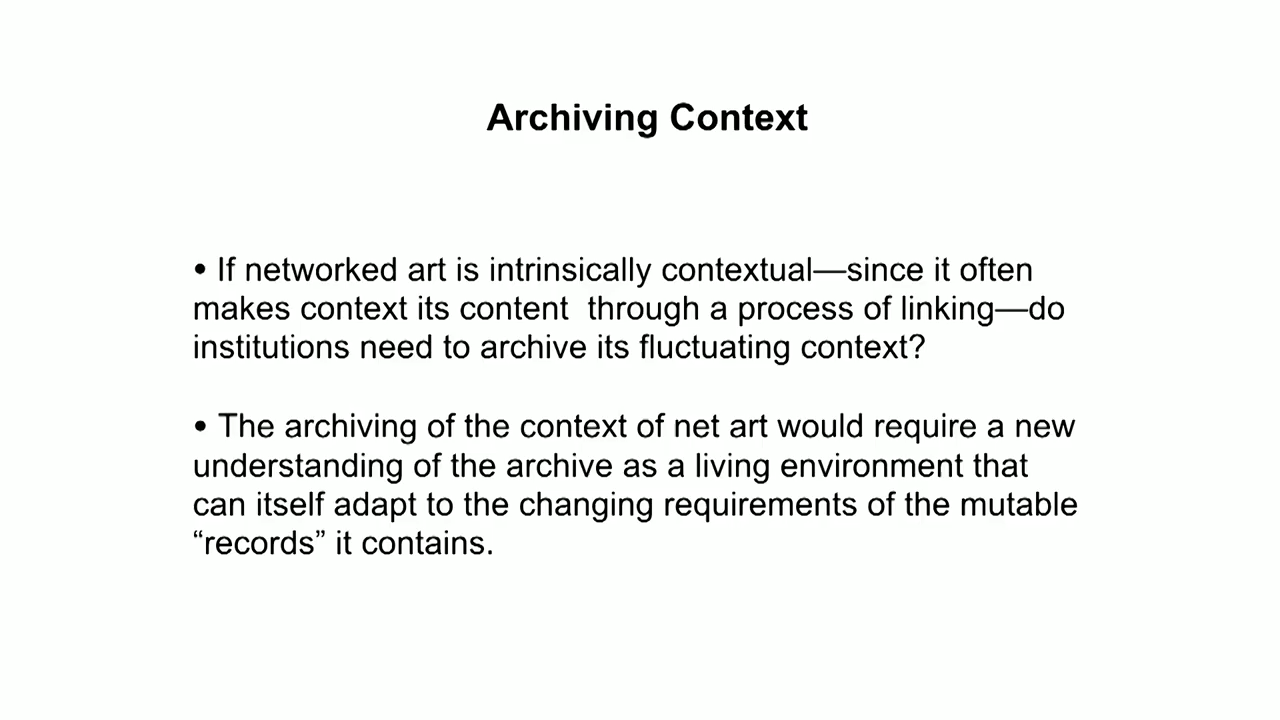 Archiving Context
• If networked art is intrinsically contextual—since it often
makes context its content  through a process of linking—do
institutions need to archive its fluctuating context?
• The archiving of the context of net art would require a new
understanding of the archive as a living environment that
can itself adapt to the changing requirements of the mutable
“records” it contains.